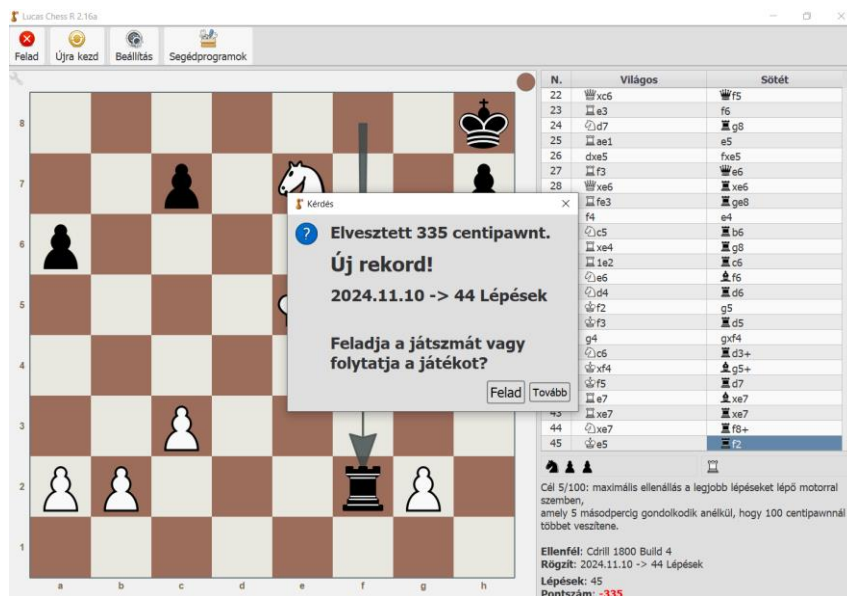 Lucas Chess R 2.16a
Felad Újra kezd Beállítás Segédprogramok
N. Világos Sötét
22 ♕xc6 ♛f5
23 ♖e3 f6
24 ♘d7 ♜g8
25 ♖ae1 e5
26 dxe5 fxe5
27 ♖f3 ♛e6
28 ♕xe6 ♜xe6
♖fe3 ♜ge8
f4 e4
♘c5 ♜b6
♖xe4 ♜g8
♖1e2 ♜c6
♘e6 ♝f6
♘d4 ♜d6
♔f2 g5
♔f3 ♜d5
g4 gxf4
♘c6 ♜d3+
♔xf4 ♝g5+
♔f5 ♜d7
♖e7 ♝xe7
43 ♖xe7 ♜xe7
44 ♘xe7 ♜f8+
45 ♔e5 ♜f2
8
7
6
5
4
3
2
1
a b c d e f g h
Kérdés
Elvesztett 335 centipawnt.
Új rekord!
2024.11.10 -> 44 Lépések
Feladja a játszmát vagy
folytatja a játékot?
Felad Tovább
Cél 5/100: maximális ellenállás a legjobb lépéseket lépő motorral
szemben,
amely 5 másodpercig gondolkodik anélkül, hogy 100 centipawnnál
többet veszítene.
Ellenfél: Cdrill 1800 Build 4
Rögzít: 2024.11.10 -> 44 Lépések
Lépések: 45
Pontszám: -335